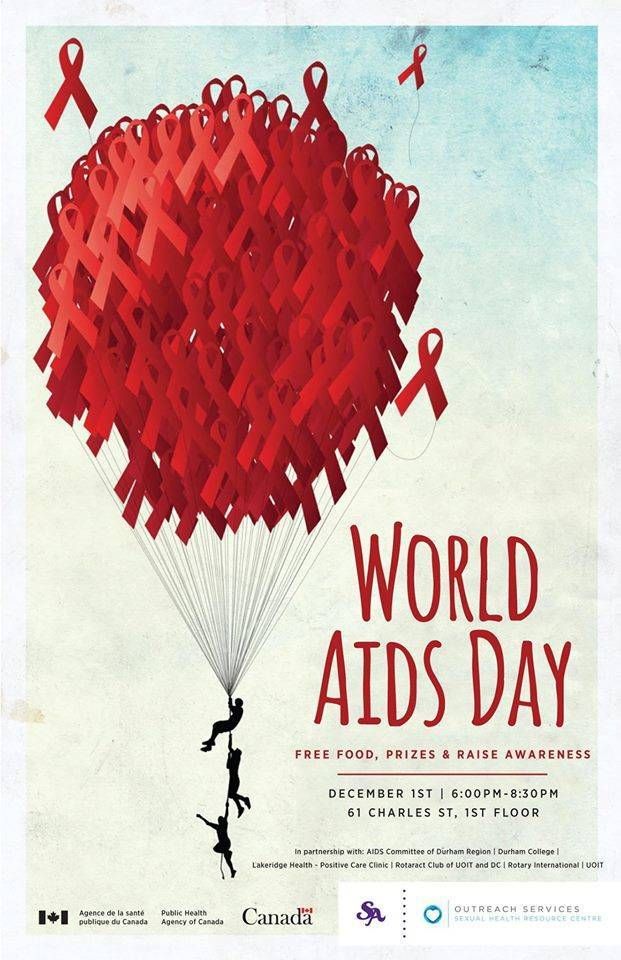 WORLD
AIDS DAY
FREE FOOD, PRIZES & RAISE AWARENESS
DECEMBER 1ST | 6:00PM-8:30PM
61 CHARLES ST, 1ST FLOOR
In partnership with: AIDS Committee of Durham Region | Durham College |
Lakeridge Health - Positive Care Clinic | Rotaract Club of UOIT and DC | Rotary International | UOIT
Agence de la santé
publique du Canada
Public Health
Agency of Canada
Canada
SA
OUTREACH SERVICES
SEXUAL HEALTH RESOURCE CENTRE